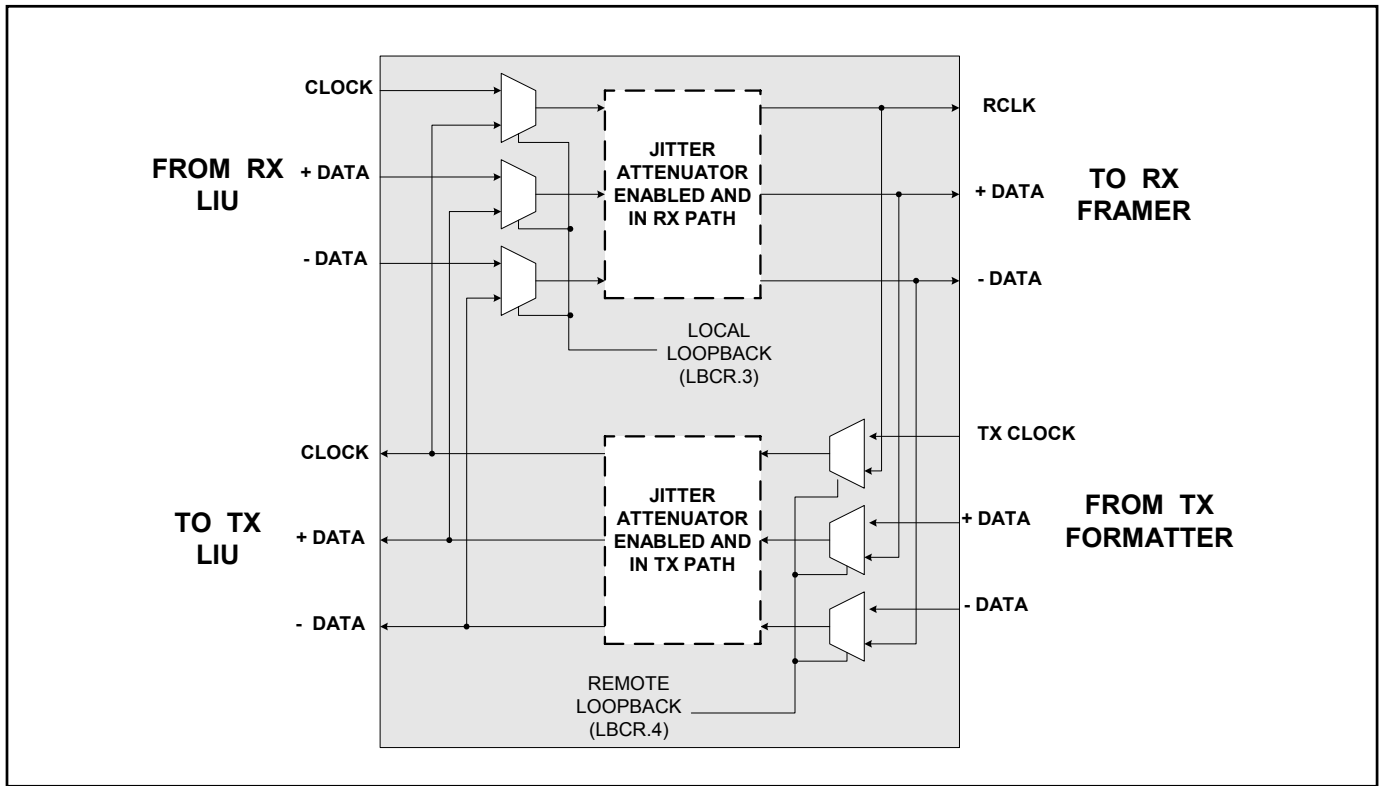 CLOCK
FROM RX
LIU
+ DATA
- DATA
JITTER
ATTENUATOR
ENABLED AND
IN RX PATH
RCLK
+ DATA
- DATA
TO RX
FRAMER
LOCAL
LOOPBACK
(LBCR.3)
CLOCK
TO TX
LIU
+ DATA
- DATA
JITTER
ATTENUATOR
ENABLED AND
IN TX PATH
TX CLOCK
+ DATA
- DATA
FROM TX
FORMATTER
REMOTE
LOOPBACK
(LBCR.4)